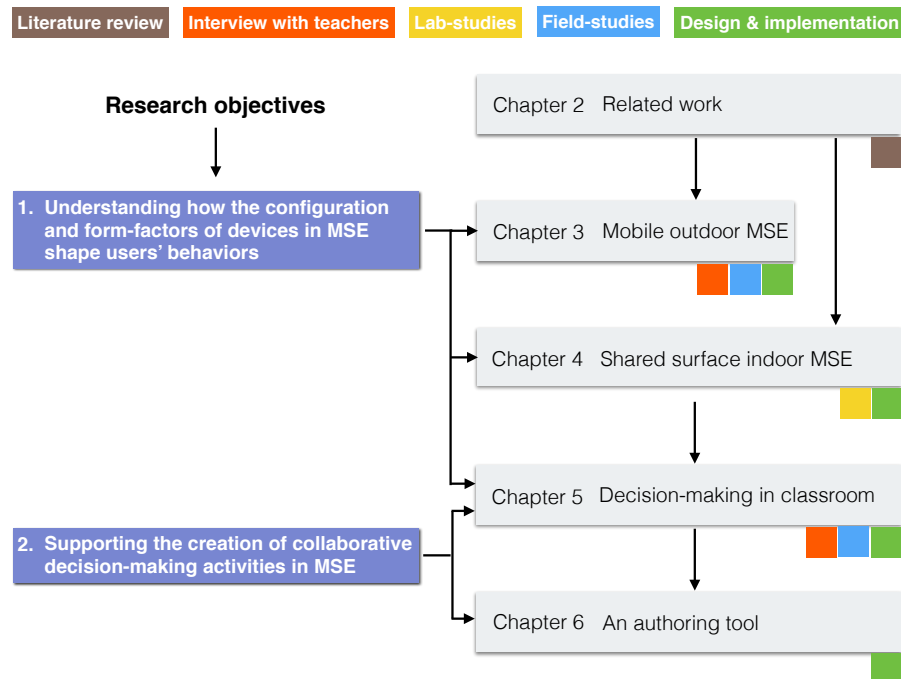 Literature review
Interview with teachers
Lab-studies
Field-studies
Design & implementation
Research objectives
1. Understanding how the configuration
and form-factors of devices in MSE
shape users' behaviors
2. Supporting the creation of collaborative
decision-making activities in MSE
Chapter 2 Related work
Chapter 3 Mobile outdoor MSE
Chapter 4 Shared surface indoor MSE
Chapter 5 Decision-making in classroom
Chapter 6 An authoring tool